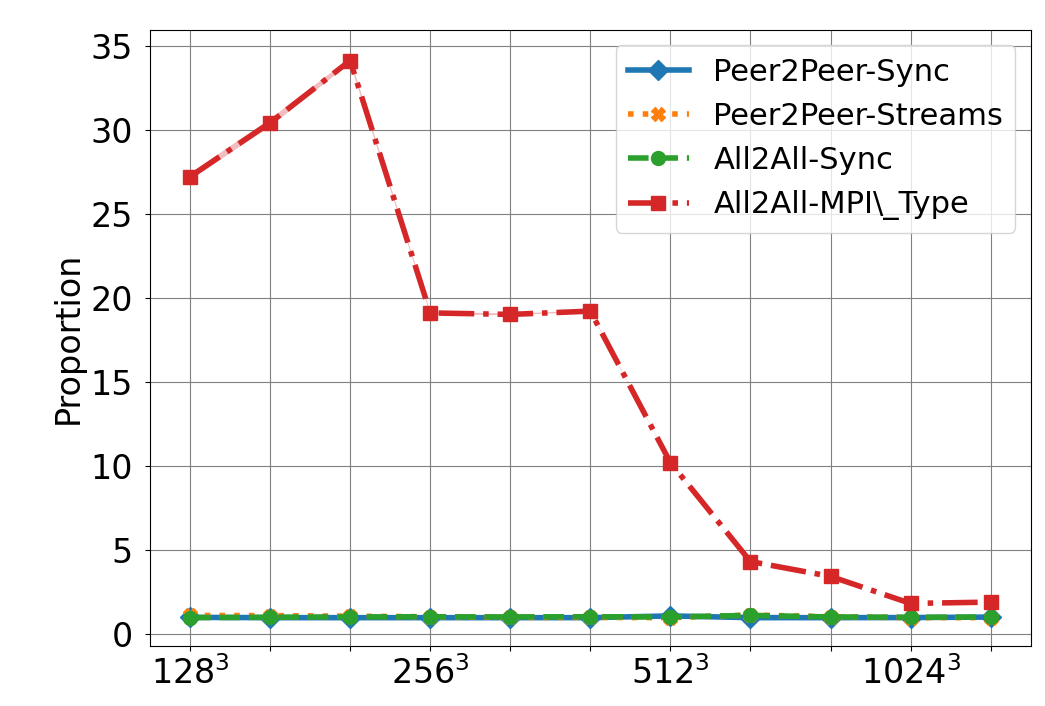 Proportion
35
30
25
20
15
10
5
0
128³
256³
512³
1024³
Peer2Peer-Sync
Peer2Peer-Streams
All2All-Sync
All2All-MPI\_Type